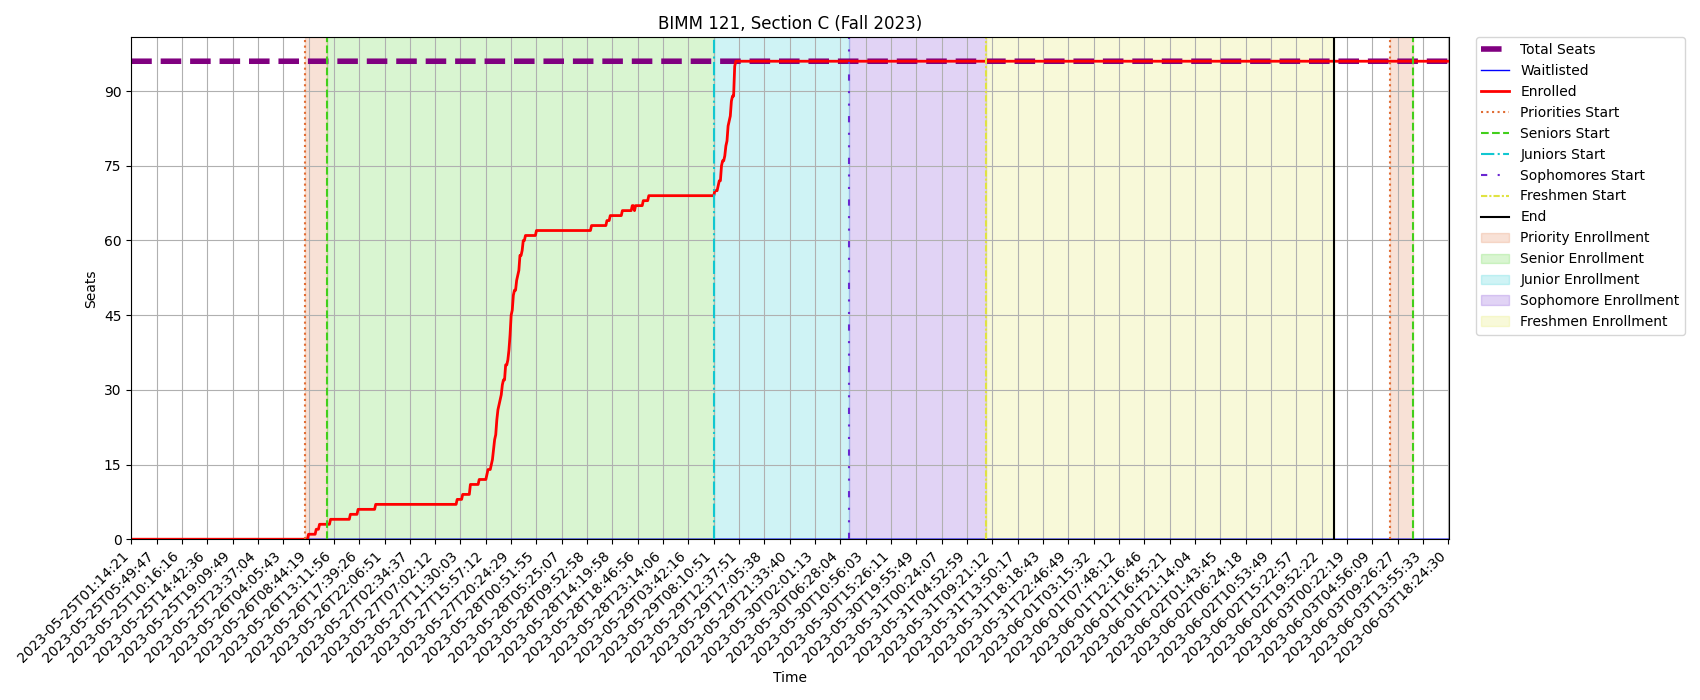 BIMM 121, Section C (Fall 2023)
Total Seats
Waitlisted
Enrolled
Priorities Start
Seniors Start
Juniors Start
Sophomores Start
Freshmen Start
End
Priority Enrollment
Senior Enrollment
Junior Enrollment
Sophomore Enrollment
Freshmen Enrollment
Seats
90
75
60
45
30
15
0
2023-05-25T01:14:21
2023-05-25T05:49:47
2023-05-25T10:16:16
2023-05-25T14:42:36
2023-05-25T19:09:49
2023-05-25T23:37:04
2023-05-26T04:05:43
2023-05-26T08:44:19
2023-05-26T13:11:56
2023-05-26T17:39:26
2023-05-26T22:06:51
2023-05-27T02:34:37
2023-05-27T07:02:12
2023-05-27T11:30:03
2023-05-27T15:57:12
2023-05-27T20:24:29
2023-05-28T00:51:55
2023-05-28T05:25:07
2023-05-28T09:52:58
2023-05-28T14:19:58
2023-05-28T18:46:56
2023-05-28T23:14:06
2023-05-29T03:42:16
2023-05-29T08:10:51
2023-05-29T12:37:51
2023-05-29T17:05:38
2023-05-29T21:33:40
2023-05-30T02:01:13
2023-05-30T06:28:04
2023-05-30T10:56:03
2023-05-30T15:26:11
2023-05-30T19:55:49
2023-05-31T00:24:07
2023-05-31T04:52:59
2023-05-31T09:21:12
2023-05-31T13:50:17
2023-05-31T18:18:43
2023-05-31T22:46:49
2023-06-01T03:15:32
2023-06-01T07:48:12
2023-06-01T12:16:46
2023-06-01T16:45:21
2023-06-01T21:14:04
2023-06-02T01:43:45
2023-06-02T06:24:18
2023-06-02T10:53:49
2023-06-02T15:22:57
2023-06-02T19:52:22
2023-06-03T00:22:19
2023-06-03T04:56:09
2023-06-03T09:26:27
2023-06-03T13:55:33
2023-06-03T18:24:30
Time